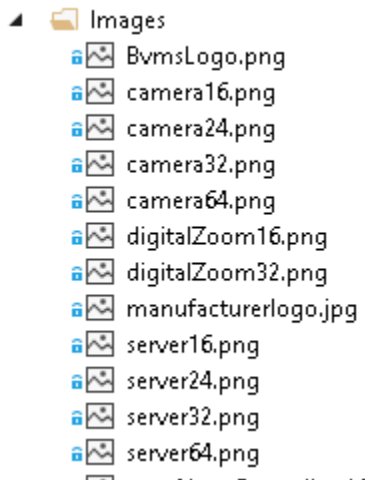 Images
BvmsLogo.png
camera16.png
camera24.png
camera32.png
camera64.png
digitalZoom16.png
digitalZoom32.png
manufacturerlogo.jpg
server16.png
server24.png
server32.png
server64.png